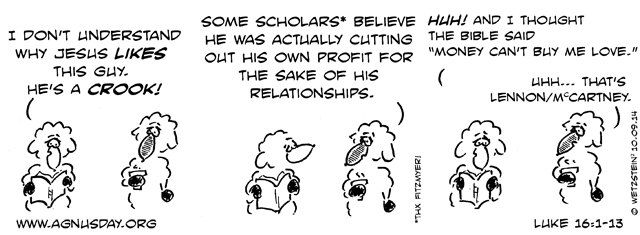 I DON'T UNDERSTAND
WHY JESUS LIKES
THIS GUY.
HE'S A CROOK!
SOME SCHOLARS* BELIEVE
HE WAS ACTUALLY CUTTING
OUT HIS OWN PROFIT FOR
THE SAKE OF HIS
RELATIONSHIPS.
HUH! AND I THOUGHT
THE BIBLE SAID
"MONEY CAN'T BUY ME LOVE."
UHH... THAT'S
LENNON/MCCARTNEY.
*THX FITZMYER!
© WETZSTEIN² 10.09.14
WWW.AGNUSDAY.ORG
LUKE 16:1-13